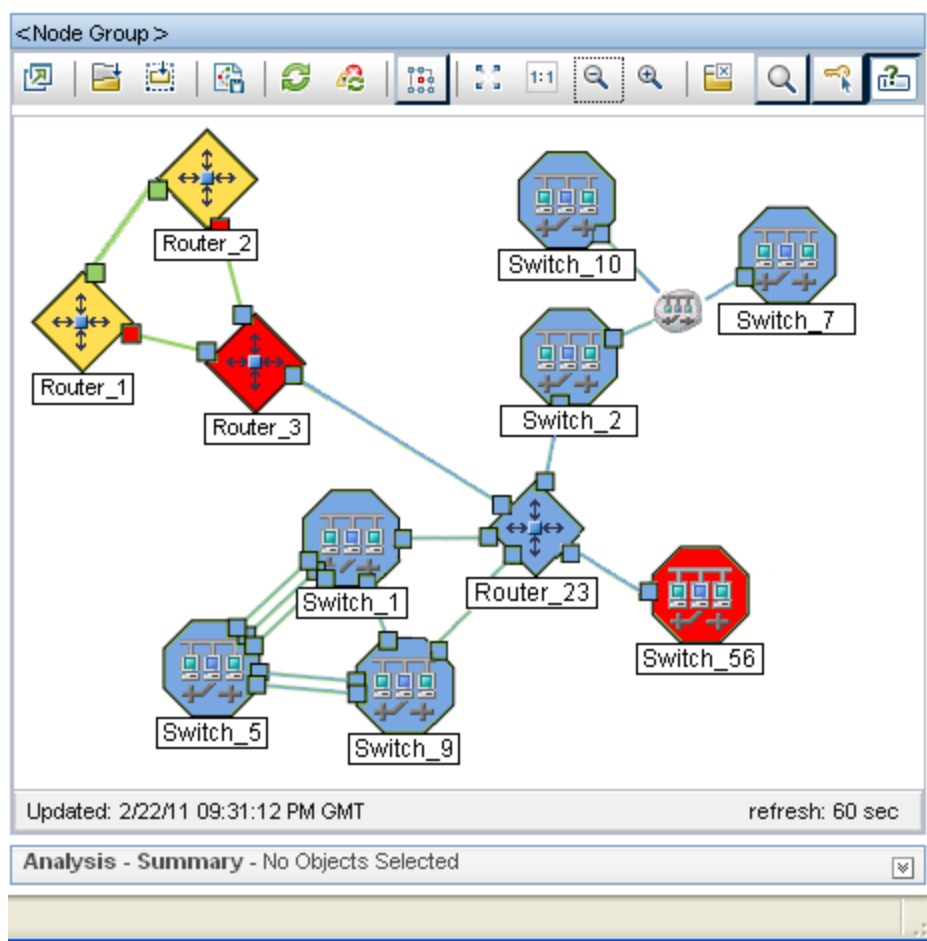 <Node Group>
1:1
Router_2
Switch_10
Switch_7
Router_1
Router_3
Switch_2
Switch_1
Router_23
Switch_56
Switch_5
Switch_9
Updated: 2/22/11 09:31:12 PM GMT
refresh: 60 sec
Analysis - Summary - No Objects Selected